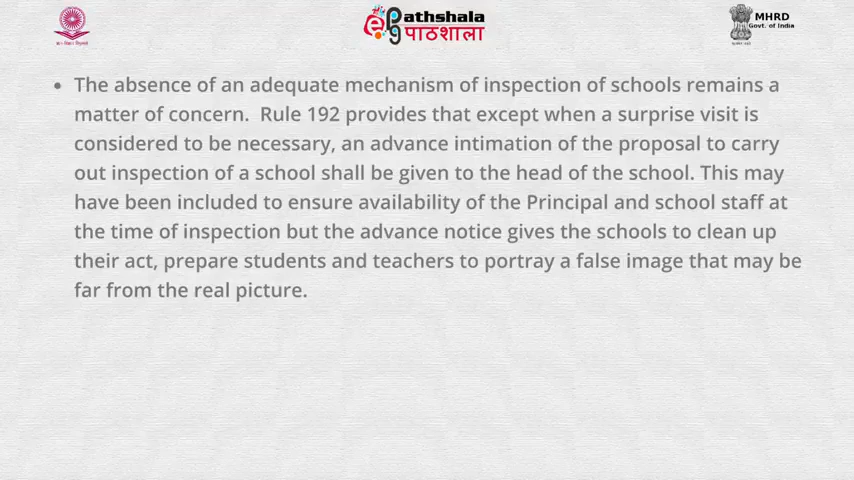 ePathshala
पाठशाला
MHRD
Govt. of India
• The absence of an adequate mechanism of inspection of schools remains a
matter of concern. Rule 192 provides that except when a surprise visit is
considered to be necessary, an advance intimation of the proposal to carry
out inspection of a school shall be given to the head of the school. This may
have been included to ensure availability of the Principal and school staff at
the time of inspection but the advance notice gives the schools to clean up
their act, prepare students and teachers to portray a false image that may be
far from the real picture.